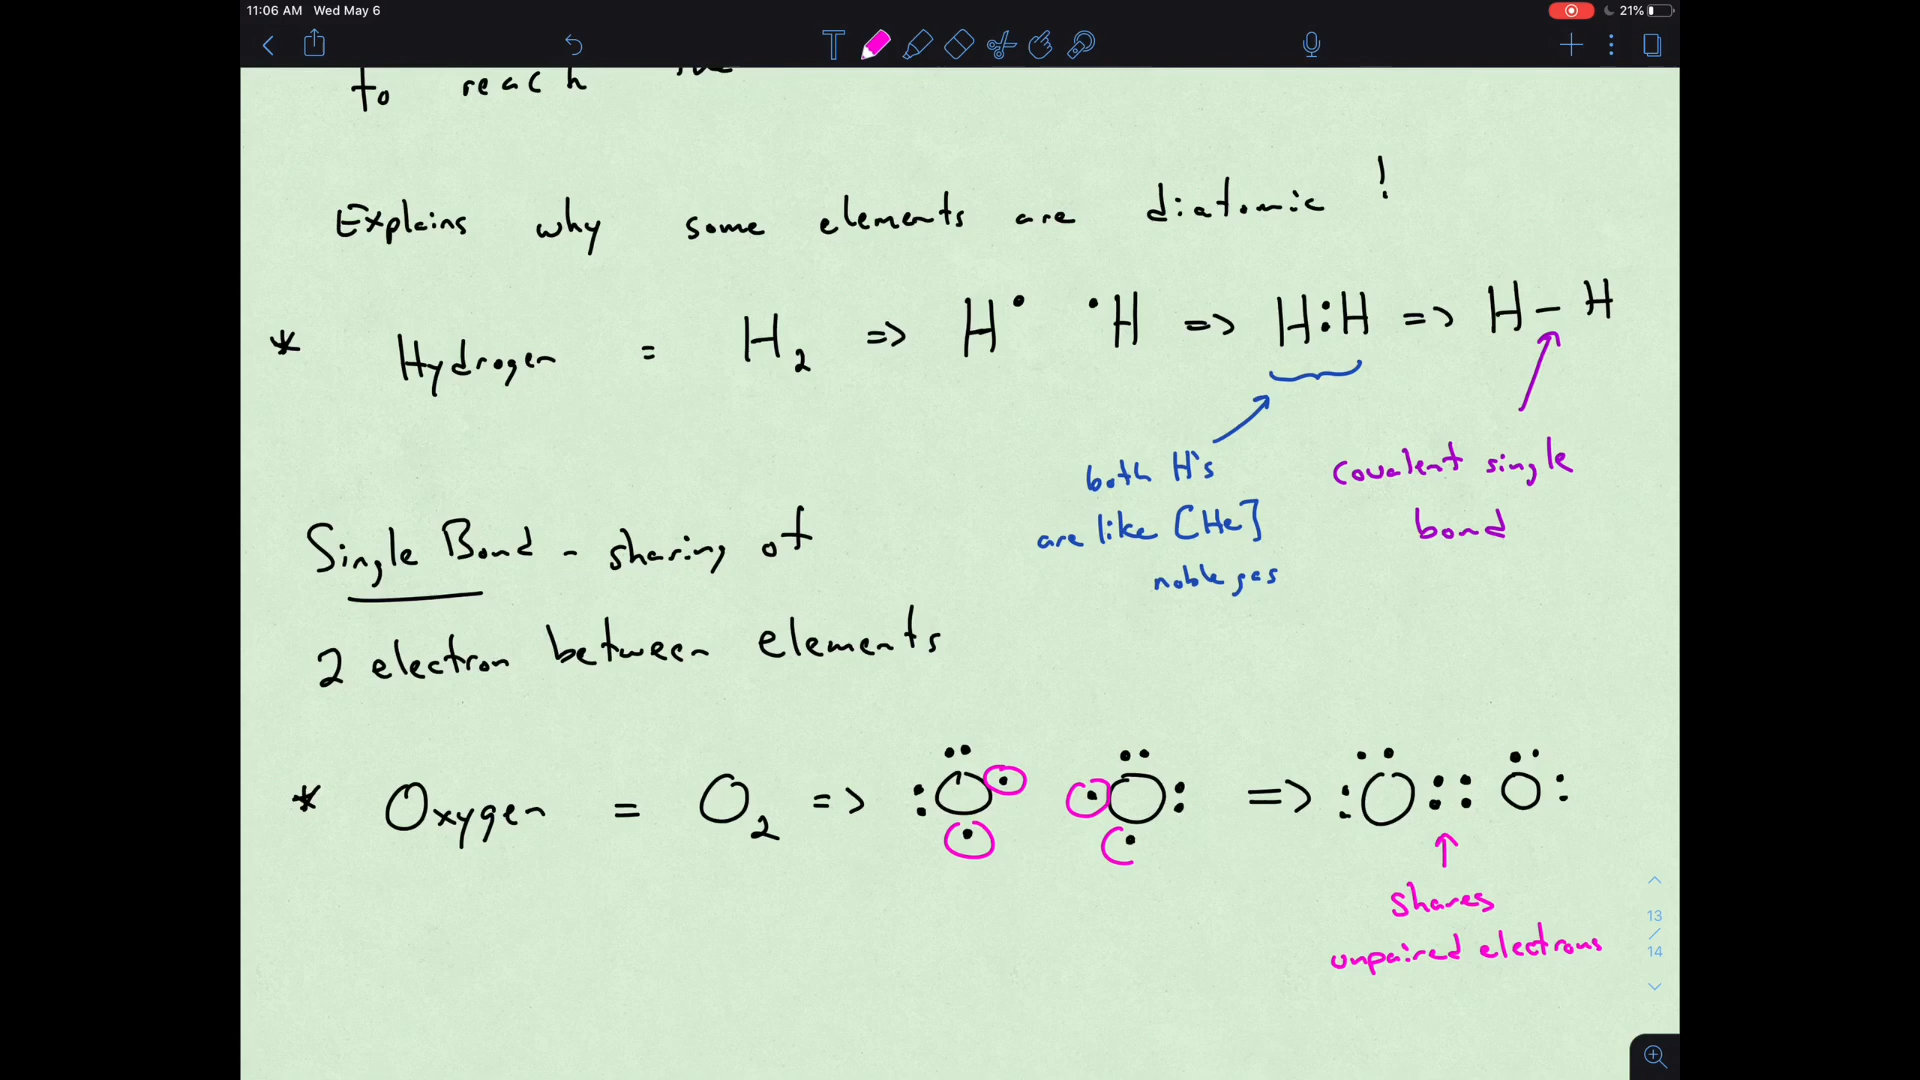 11:06 AM Wed May 6
21%
T
to reach
Explains why some elements are diatomic !
* Hydrogen = H2 => H• •H => H:H => H-H
both H's
are like [He]
noble gas
covalent single
bond
Single Bond - sharing of
2 electron between elements
* Oxygen = O2 => :O• •O: => :O::O:
shares
unpaired electrons
13
/
14